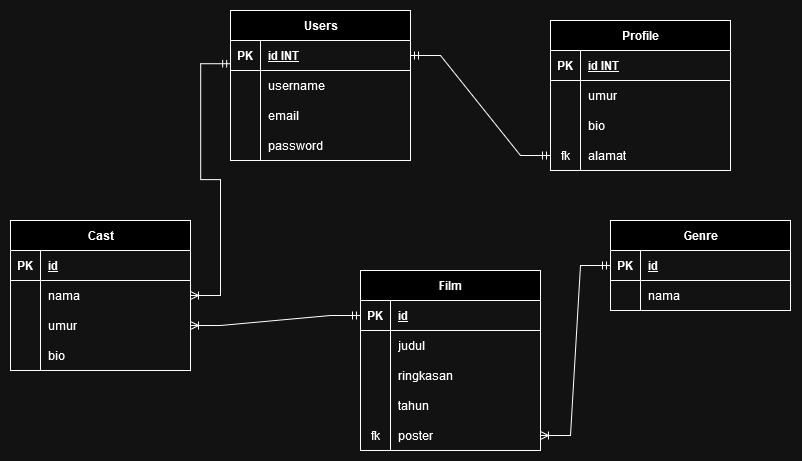 Users
PK id INT
username
email
password
Profile
PK id INT
umur
bio
fk alamat
Cast
PK id
nama
umur
bio
Film
PK id
judul
ringkasan
tahun
fk poster
Genre
PK id
nama